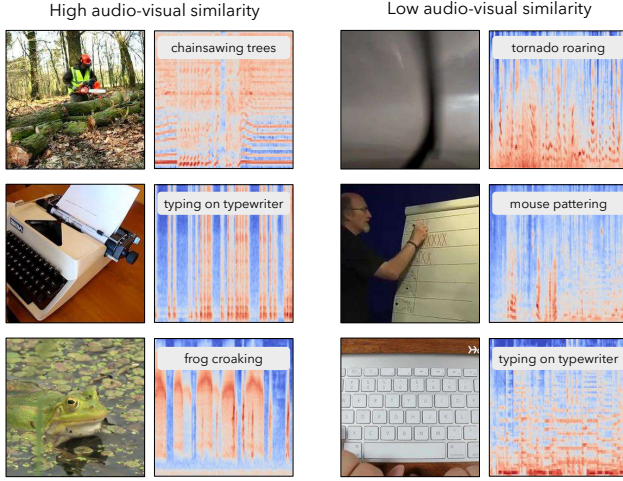 High audio-visual similarity
Low audio-visual similarity
chainsawing trees
tornado roaring
typing on typewriter
mouse pattering
frog croaking
typing on typewriter